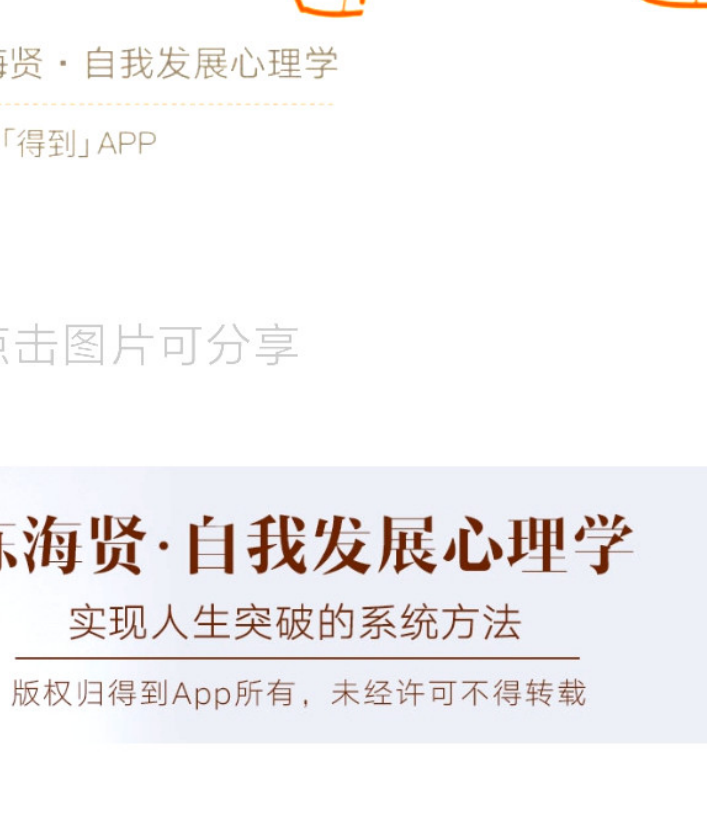 海贤·自我发展心理学
「得到」APP
点击图片可分享
陈海贤·自我发展心理学
实现人生突破的系统方法
版权归得到App所有，未经许可不得转载